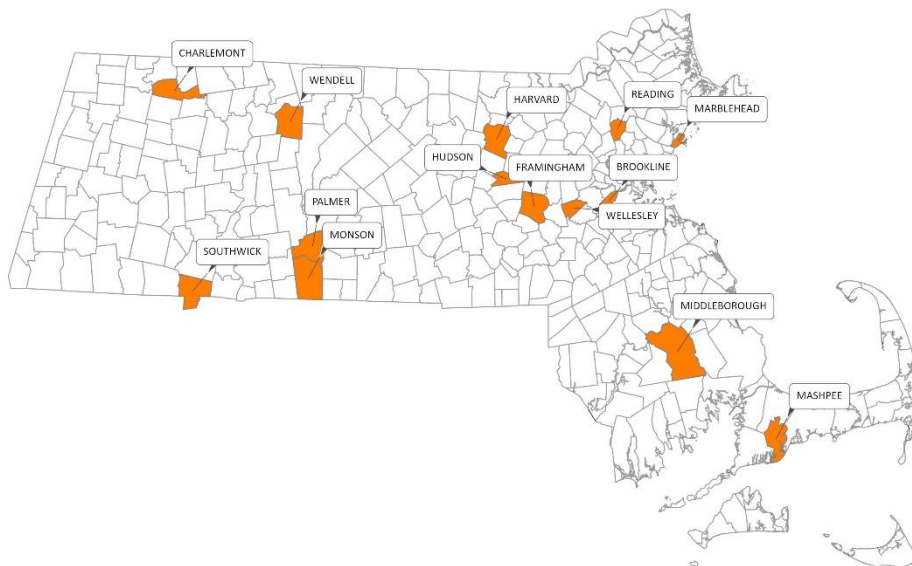 CHARLEMONT
WENDELL
HARVARD
READING
MARBLEHEAD
HUDSON
FRAMINGHAM
BROOKLINE
PALMER
WELLESLEY
MONSON
SOUTHWICK
MIDDLEBOROUGH
MASHPEE